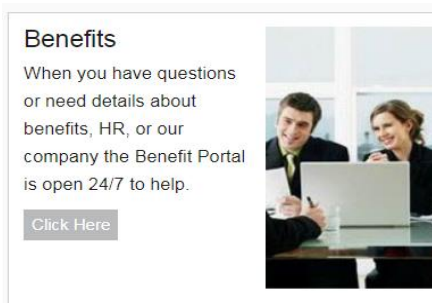 Benefits
When you have questions
or need details about
benefits, HR, or our
company the Benefit Portal
is open 24/7 to help.
Click Here